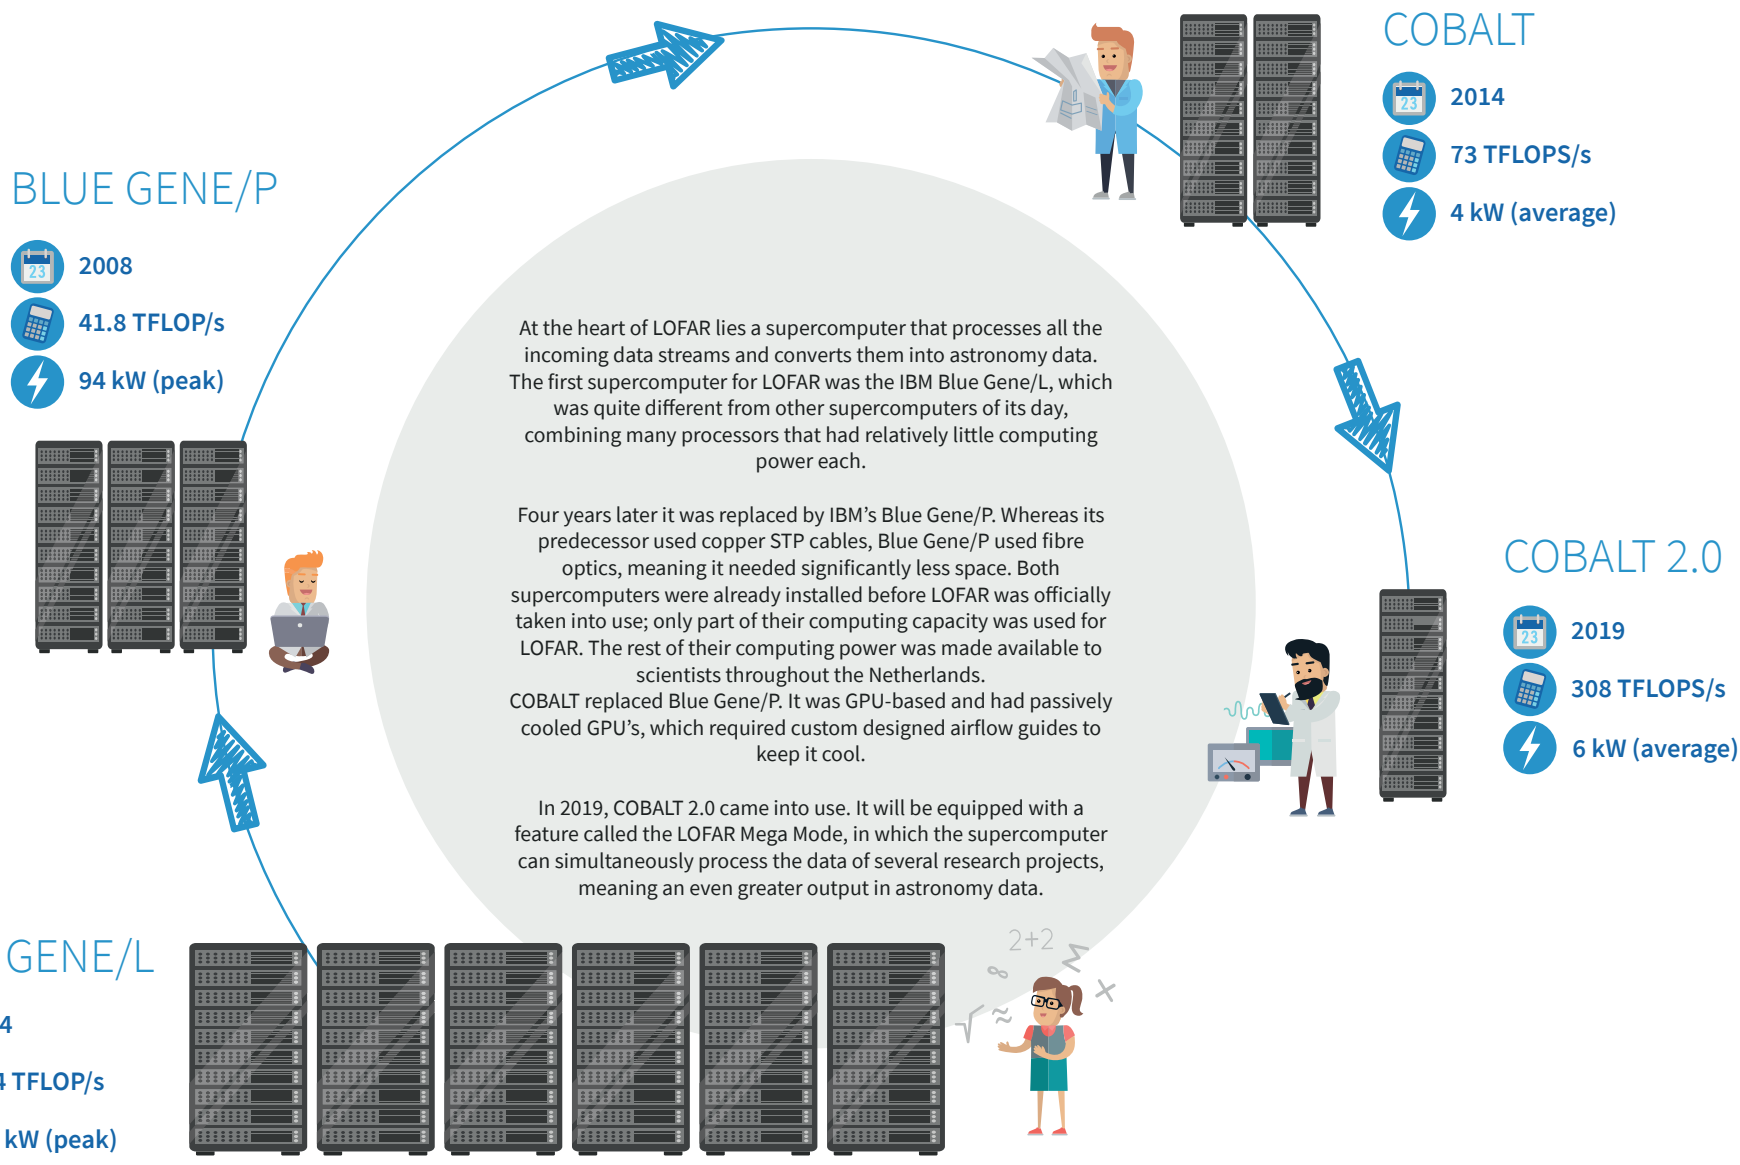 COBALT
23
2014
73 TFLOPS/s
4 kW (average)
BLUE GENE/P
23
2008
41.8 TFLOP/s
94 kW (peak)
At the heart of LOFAR lies a supercomputer that processes all the
incoming data streams and converts them into astronomy data.
The first supercomputer for LOFAR was the IBM Blue Gene/L, which
was quite different from other supercomputers of its day,
combining many processors that had relatively little computing
power each.
Four years later it was replaced by IBM’s Blue Gene/P. Whereas its
predecessor used copper STP cables, Blue Gene/P used fibre
optics, meaning it needed significantly less space. Both
supercomputers were already installed before LOFAR was officially
taken into use; only part of their computing capacity was used for
LOFAR. The rest of their computing power was made available to
scientists throughout the Netherlands.
COBALT replaced Blue Gene/P. It was GPU-based and had passively
cooled GPU’s, which required custom designed airflow guides to
keep it cool.
In 2019, COBALT 2.0 came into use. It will be equipped with a
feature called the LOFAR Mega Mode, in which the supercomputer
can simultaneously process the data of several research projects,
meaning an even greater output in astronomy data.
COBALT 2.0
23
2019
308 TFLOPS/s
6 kW (average)
GENE/L
4
4 TFLOP/s
kW (peak)
2+2
∑
∞
×
√
≈